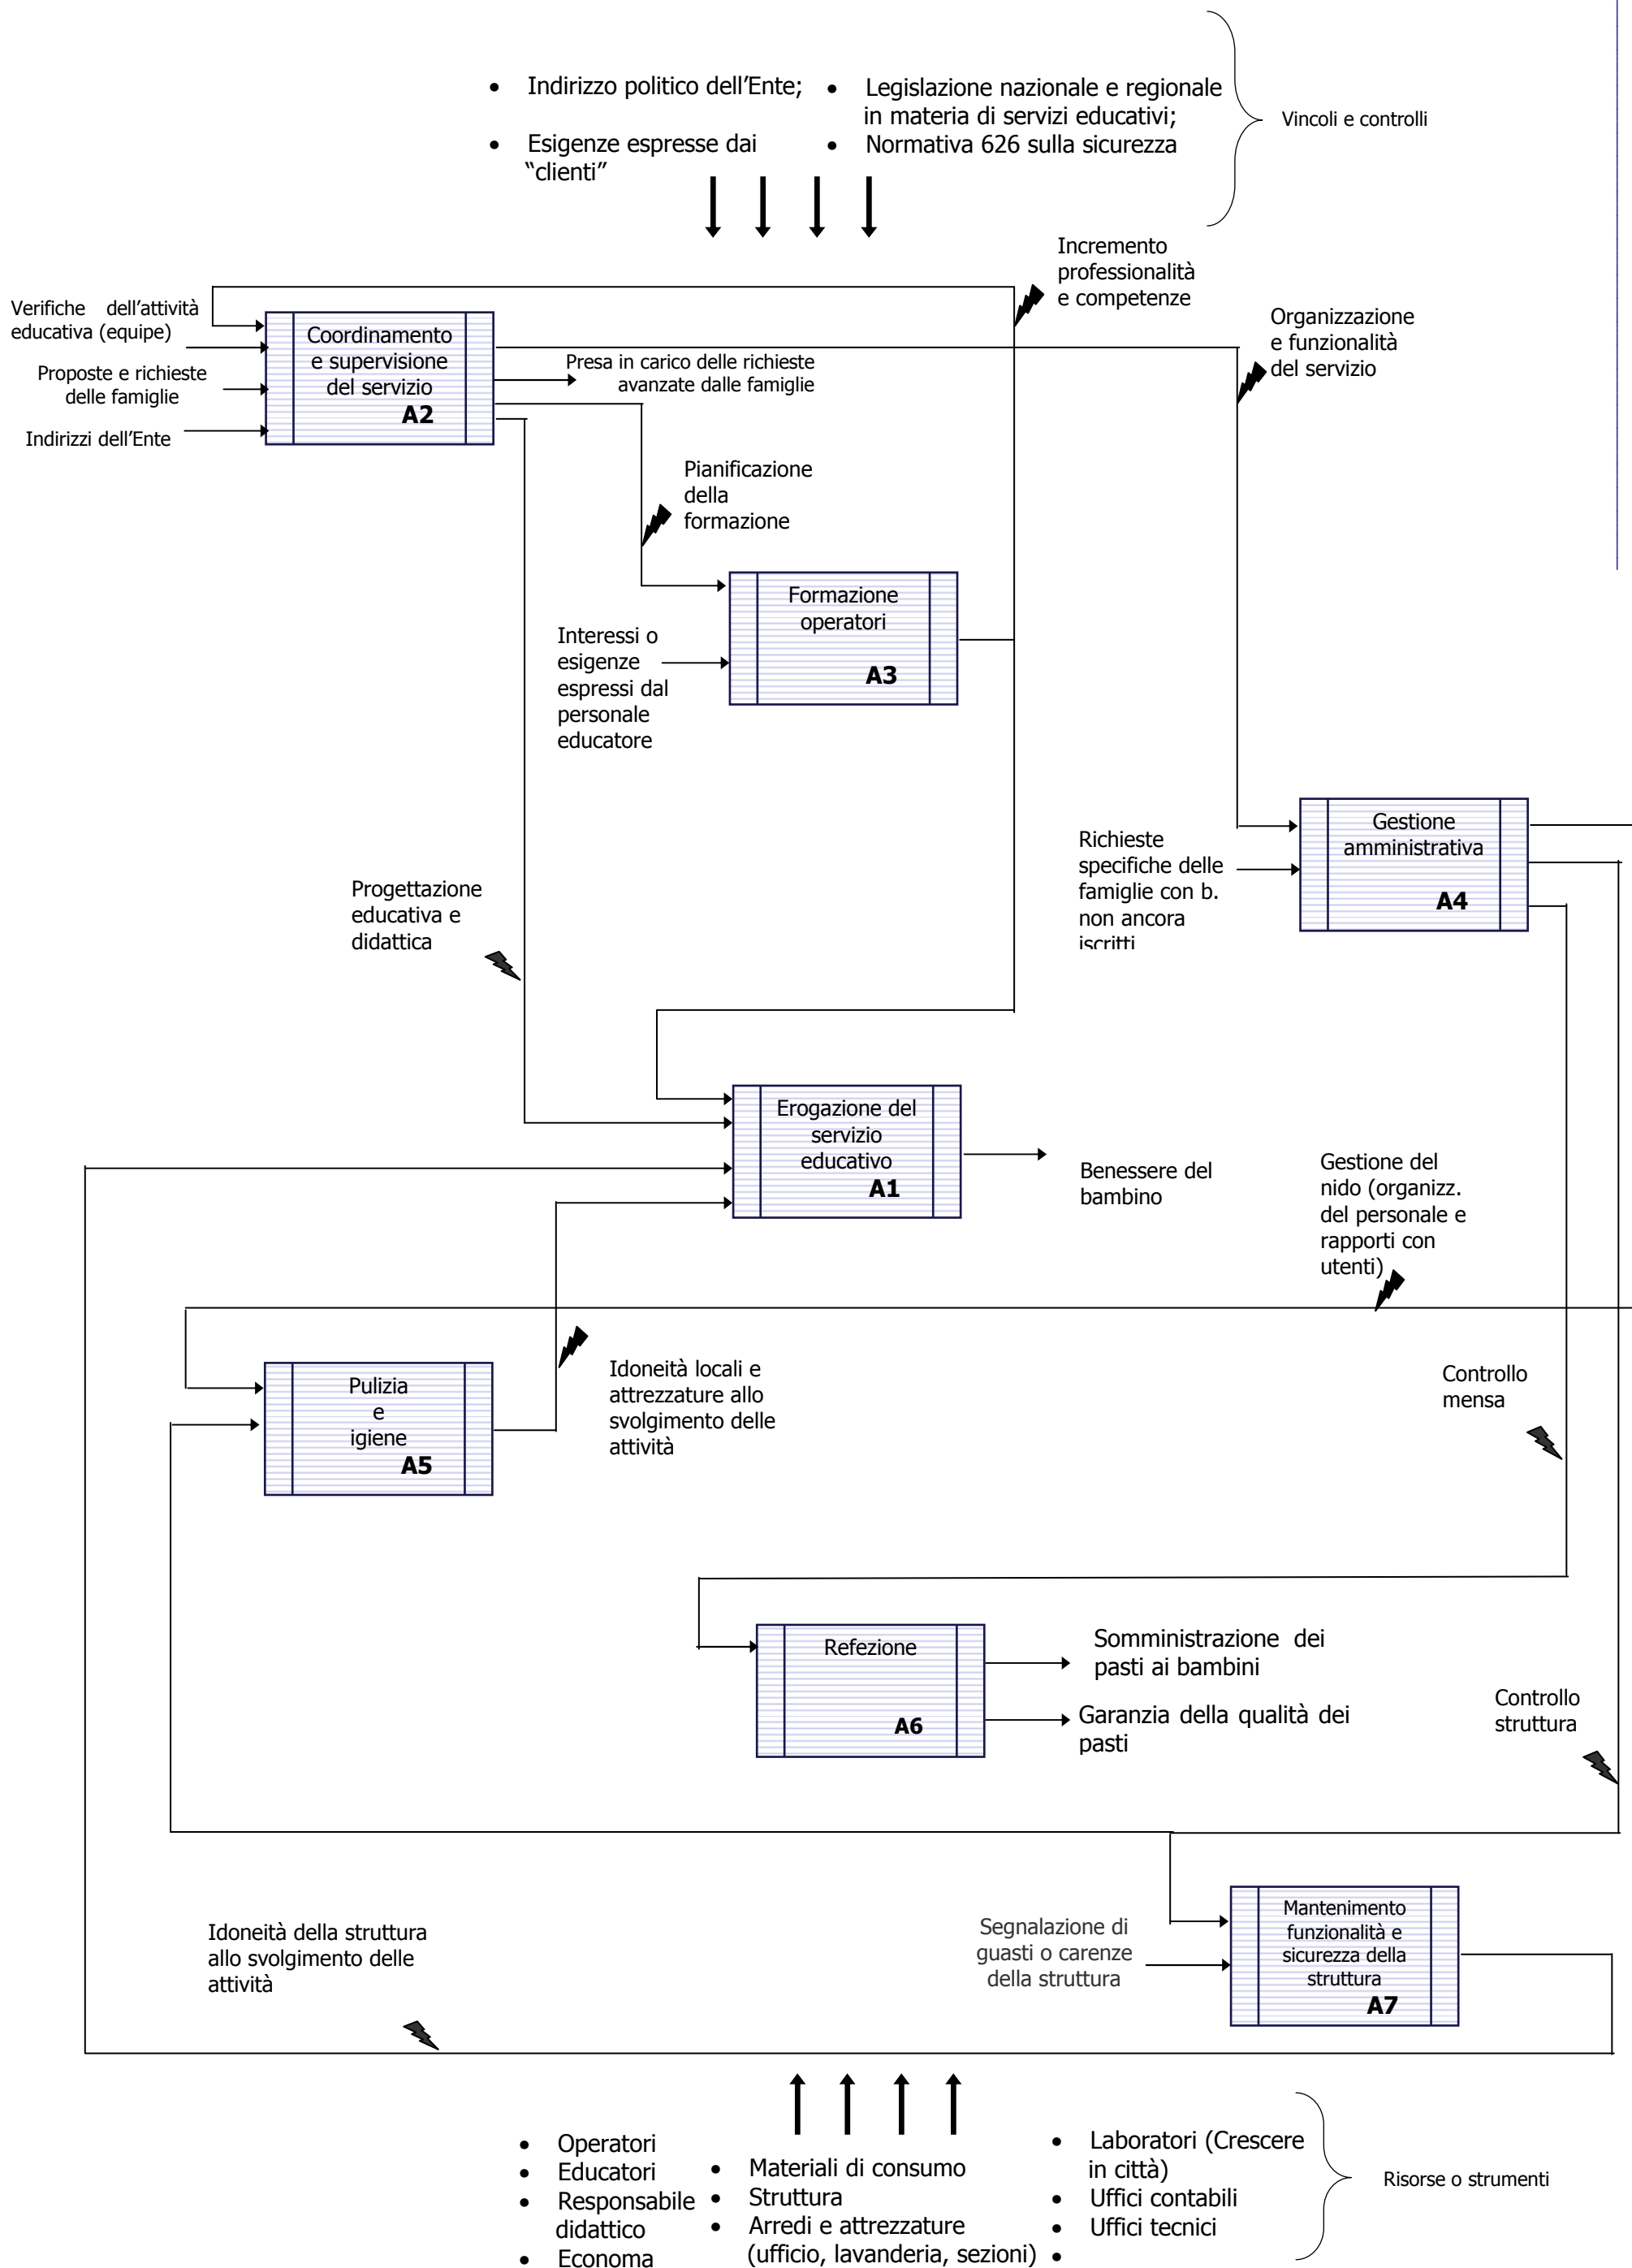 • Indirizzo politico dell’Ente;
• Esigenze espresse dai
“clienti”
• Legislazione nazionale e regionale
in materia di servizi educativi;
• Normativa 626 sulla sicurezza
Vincoli e controlli
Incremento
professionalità
e competenze
Organizzazione
e funzionalità
del servizio
Verifiche dell’attività
educativa (equipe)
Proposte e richieste
delle famiglie
Indirizzi dell’Ente
Coordinamento
e supervisione
del servizio
A2
Presa in carico delle richieste
avanzate dalle famiglie
Pianificazione
della
formazione
Formazione
operatori
A3
Interessi o
esigenze
espressi dal
personale
educatore
Gestione
amministrativa
A4
Richieste
specifiche delle
famiglie con b.
non ancora
iscritti
Progettazione
educativa e
didattica
Erogazione del
servizio
educativo
A1
Benessere del
bambino
Gestione del
nido (organizz.
del personale e
rapporti con
utenti)
Pulizia
e
igiene
A5
Idoneità locali e
attrezzature allo
svolgimento delle
attività
Controllo
mensa
Refezione
A6
Somministrazione dei
pasti ai bambini
Garanzia della qualità dei
pasti
Controllo
struttura
Idoneità della struttura
allo svolgimento delle
attività
Segnalazione di
guasti o carenze
della struttura
Mantenimento
funzionalità e
sicurezza della
struttura
A7
• Operatori
• Educatori
• Responsabile
didattico
• Economa
• Materiali di consumo
• Struttura
• Arredi e attrezzature
(ufficio, lavanderia, sezioni)
• Laboratori (Crescere
in città)
• Uffici contabili
• Uffici tecnici
•
Risorse o strumenti